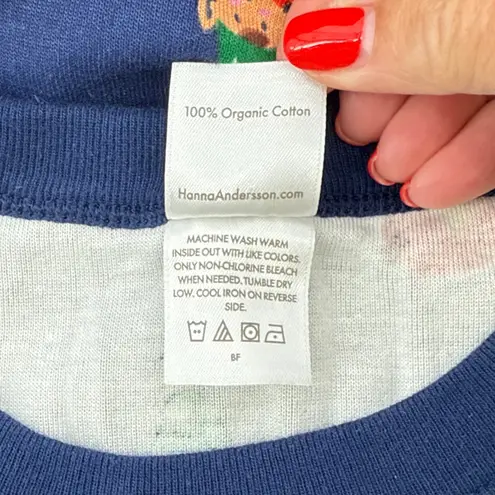 100% Organic Cotton
HannaAndersson.com
MACHINE WASH WARM
INSIDE OUT WITH LIKE COLORS.
ONLY NON-CHLORINE BLEACH
WHEN NEEDED. TUMBLE DRY
LOW. COOL IRON ON REVERSE
SIDE.
BF